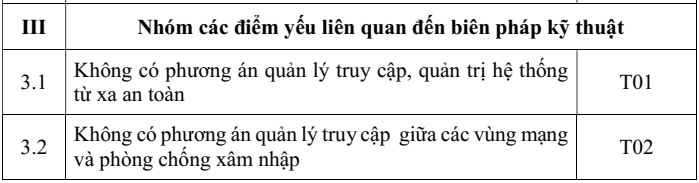 III Nhóm các điểm yếu liên quan đến biên pháp kỹ thuật
3.1 Không có phương án quản lý truy cập, quản trị hệ thống T01
từ xa an toàn
3.2 Không có phương án quản lý truy cập giữa các vùng mạng T02
và phòng chống xâm nhập